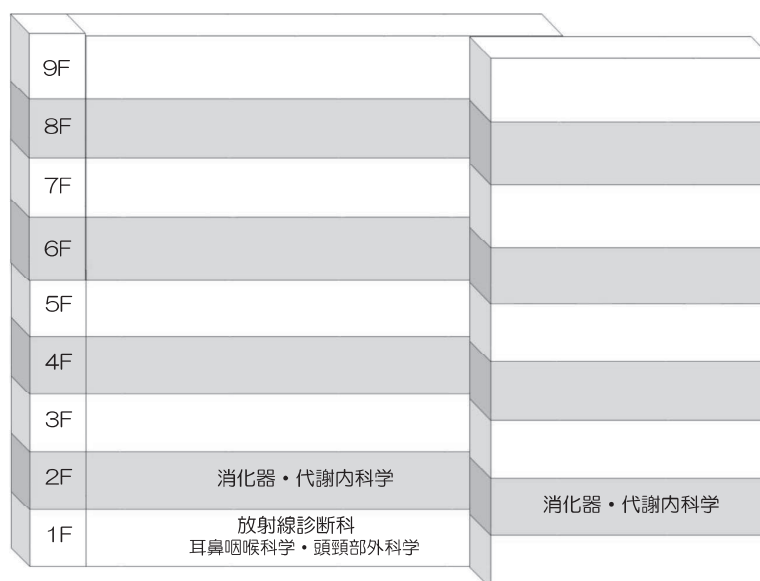 9F
8F
7F
6F
5F
4F
3F
2F
消化器・代謝内科学
消化器・代謝内科学
1F
放射線診断科
耳鼻咽喉科学・頭頸部外科学